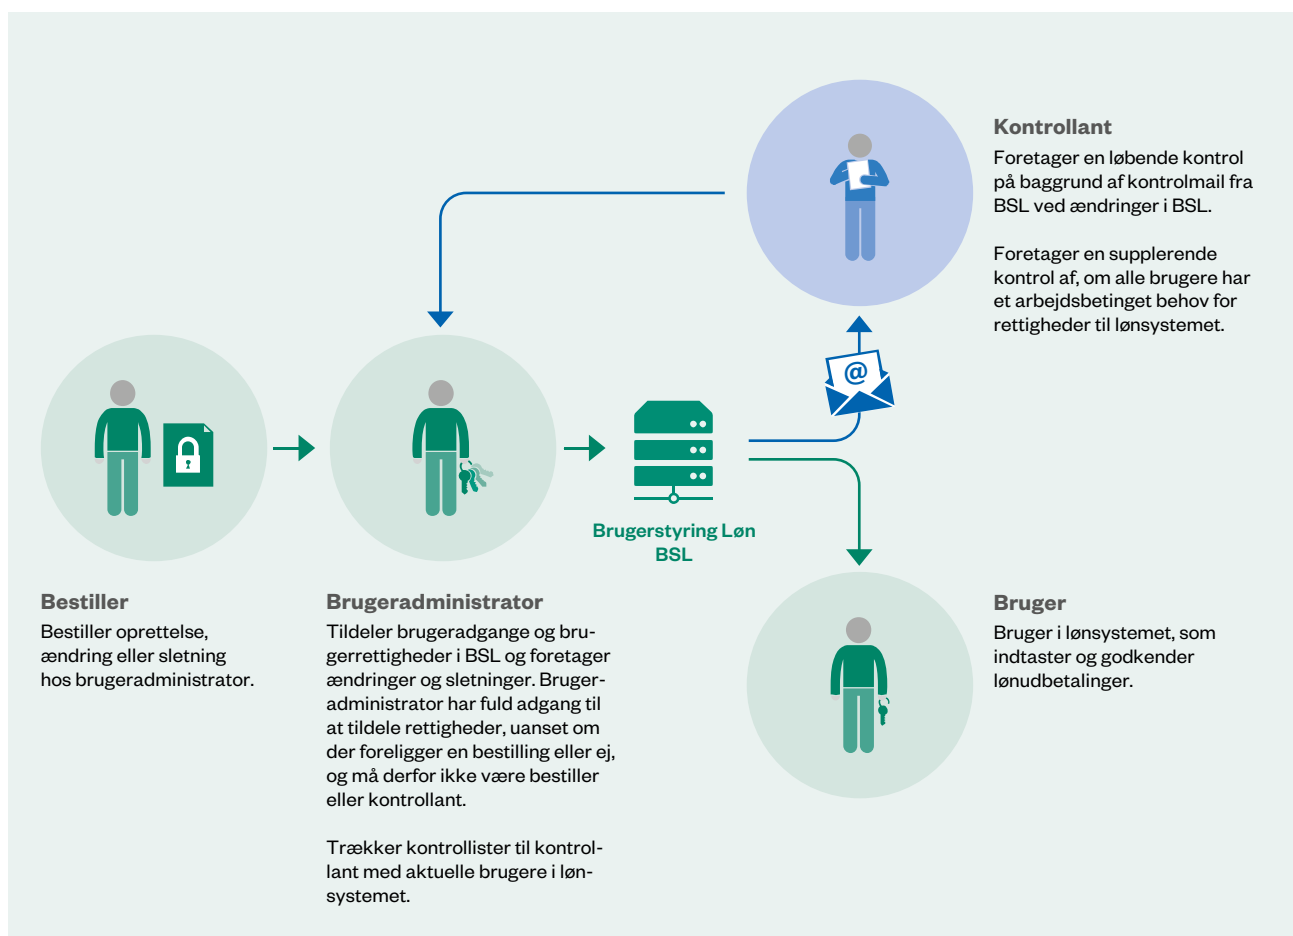 Kontrollant
Foretager en løbende kontrol
på baggrund af kontrolmail fra
BSL ved ændringer i BSL.
Foretager en supplerende
kontrol af, om alle brugere har
et arbejdsbetinget behov for
rettigheder til lønsystemet.
@
Brugerstyring Løn
BSL
Bestiller
Bestiller oprettelse,
ændring eller sletning
hos brugeradministrator.
Brugeradministrator
Tildeler brugeradgange og bru-
gerrettigheder i BSL og foretager
ændringer og sletninger. Bruger-
administrator har fuld adgang til
at tildele rettigheder, uanset om
der foreligger en bestilling eller ej,
og må derfor ikke være bestiller
eller kontrollant.
Trækker kontrollister til kontrol-
lant med aktuelle brugere i løn-
systemet.
Bruger
Bruger i lønsystemet, som
indtaster og godkender
lønudbetalinger.